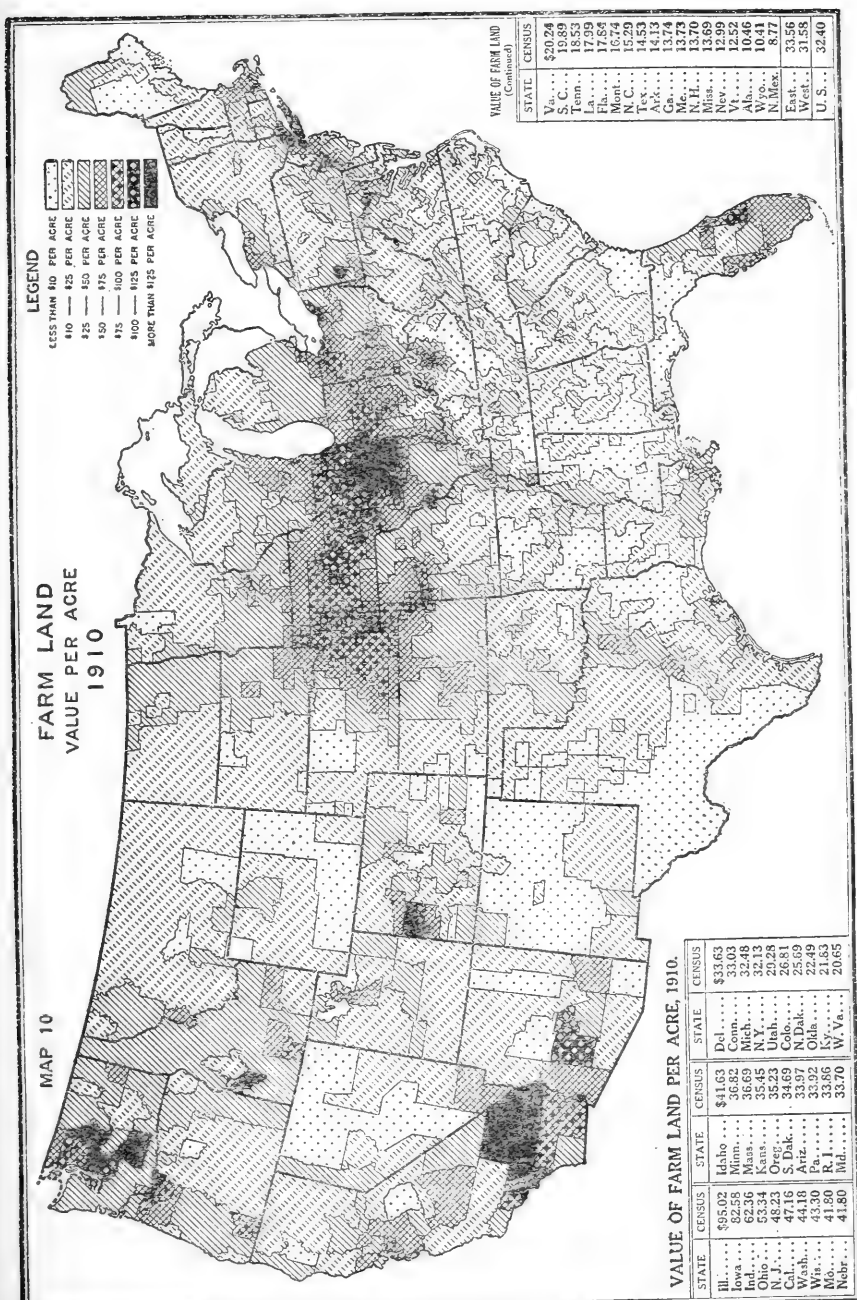 MAP 10
FARM LAND
VALUE PER ACRE
1910
LEGEND
LESS THAN $10 PER ACRE
$10 — $25 PER ACRE
$25 — $50 PER ACRE
$50 — $75 PER ACRE
$75 — $100 PER ACRE
$100 — $125 PER ACRE
MORE THAN $125 PER ACRE
VALUE OF FARM LAND PER ACRE, 1910.
STATE CENSUS STATE CENSUS STATE CENSUS
Ill..... $95.02 Idaho... $41.63 Del..... $33.63
Iowa.... 82.58 Minn.... 36.82 Conn.... 33.03
Ind..... 62.36 Mass.... 36.69 Mich.... 32.48
Ohio.... 53.34 Kans.... 35.45 N.Y..... 32.13
N. J.... 48.23 Oreg.... 35.23 Utah.... 29.28
Cal..... 47.16 S. Dak.. 34.69 Colo.... 26.81
Wash.... 44.18 Ariz.... 33.97 N. Dak.. 25.69
Wis..... 43.30 Pa...... 33.92 Okla.... 22.49
Mo...... 41.80 R. I.... 33.86 Ky...... 21.83
Nebr.... 41.80 Md...... 33.70 W. Va... 20.65
VALUE OF FARM LAND
(Continued)
STATE CENSUS
Va...... $20.24
S. C.... 19.89
Tenn.... 18.53
La...... 17.99
Fla..... 17.84
Mont.... 16.74
N. C.... 15.29
Tex..... 14.53
Ark..... 14.13
Ga...... 13.74
Me...... 13.73
N. H.... 13.70
Miss.... 13.69
Nev..... 12.99
Vt...... 12.52
Ala..... 10.46
Wyo..... 10.41
N. Mex.. 8.77
East.... 33.56
West.... 31.58
U. S.... 32.40